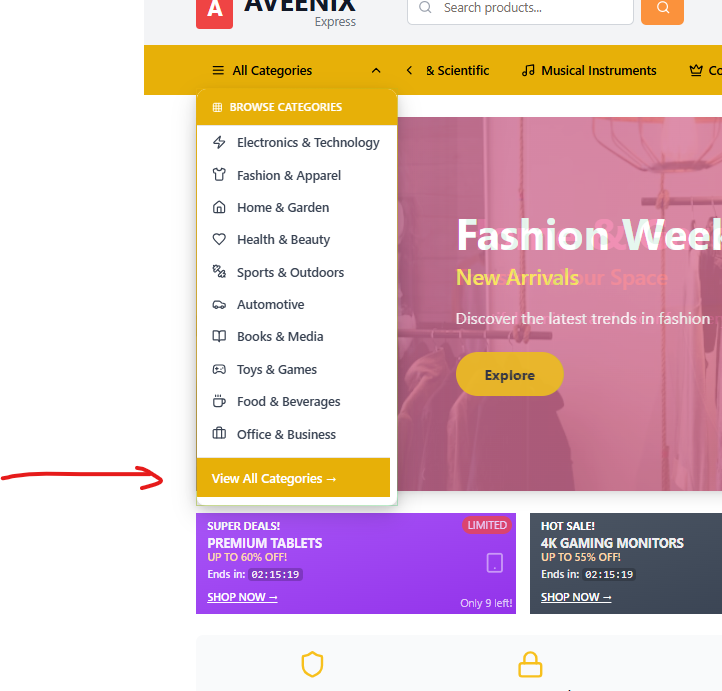 A AVEENIX
Express
Search products...
All Categories
& Scientific
Musical Instruments
Co
BROWSE CATEGORIES
Electronics & Technology
Fashion & Apparel
Home & Garden
Health & Beauty
Sports & Outdoors
Automotive
Books & Media
Toys & Games
Food & Beverages
Office & Business
View All Categories →
Fashion Week
New Arrivals
our Space
Discover the latest trends in fashion
Explore
SUPER DEALS!
LIMITED
PREMIUM TABLETS
UP TO 60% OFF!
Ends in: 02:15:19
SHOP NOW →
Only 9 left!
HOT SALE!
4K GAMING MONITORS
UP TO 55% OFF!
Ends in: 02:15:19
SHOP NOW →